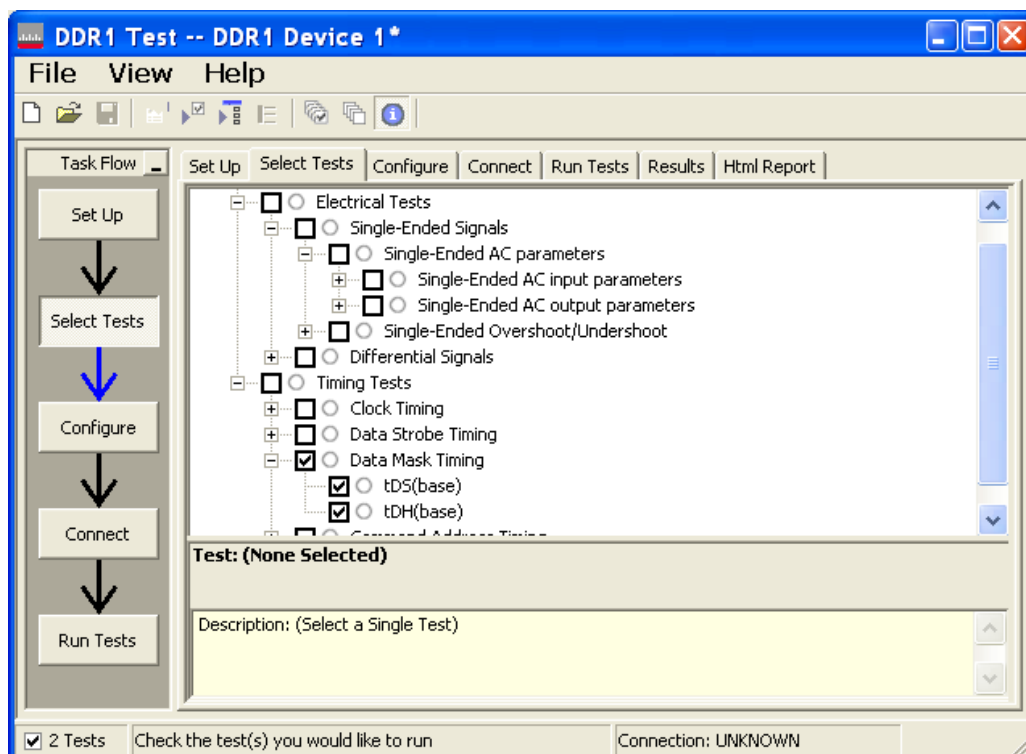 DDR1 Test -- DDR1 Device 1*
File View Help
Task Flow
Set Up
Select Tests
Configure
Connect
Run Tests
Set Up Select Tests Configure Connect Run Tests Results Html Report
Electrical Tests
Single-Ended Signals
Single-Ended AC parameters
Single-Ended AC input parameters
Single-Ended AC output parameters
Single-Ended Overshoot/Undershoot
Differential Signals
Timing Tests
Clock Timing
Data Strobe Timing
Data Mask Timing
tDS(base)
tDH(base)
Command Address Timing
Test: (None Selected)
Description: (Select a Single Test)
2 Tests Check the test(s) you would like to run Connection: UNKNOWN